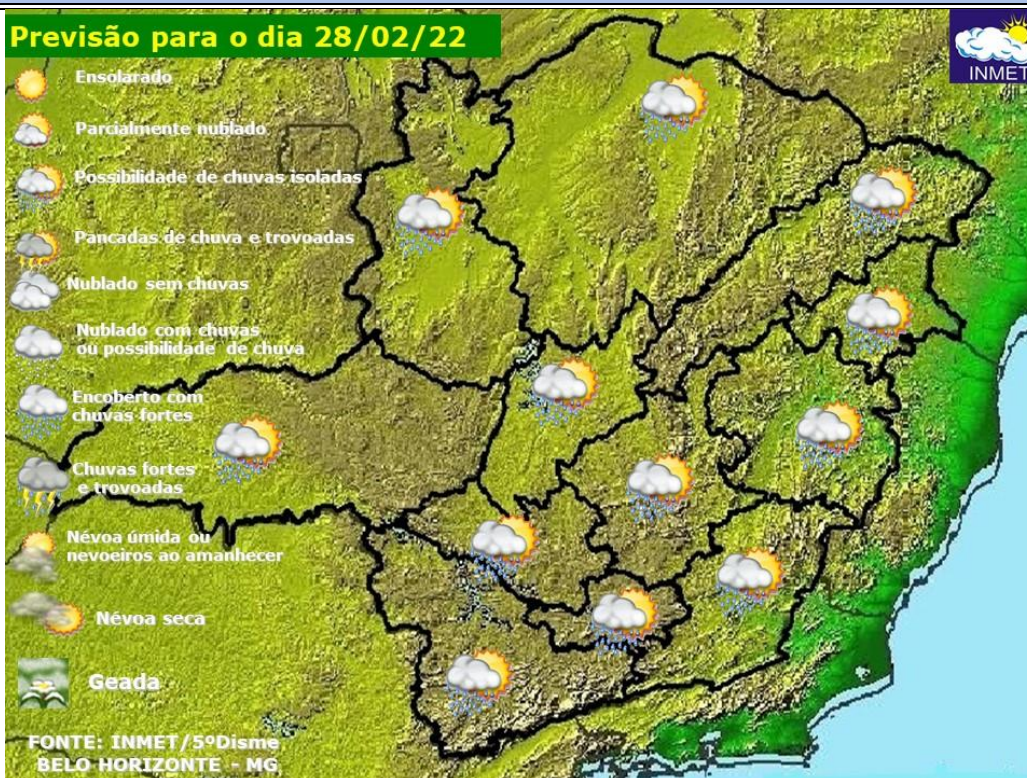 Previsão para o dia 28/02/22
INMET
Ensolarado
Parcialmente nublado
Possibilidade de chuvas isoladas
Pancadas de chuva e trovoadas
Nublado sem chuvas
Nublado com chuvas
ou possibilidade de chuva
Encoberto com
chuvas fortes
Chuvas fortes
e trovoadas
Névoa úmida ou
nevoeiros ao amanhecer
Névoa seca
Geada
FONTE: INMET/5ºDisme
BELO HORIZONTE - MG